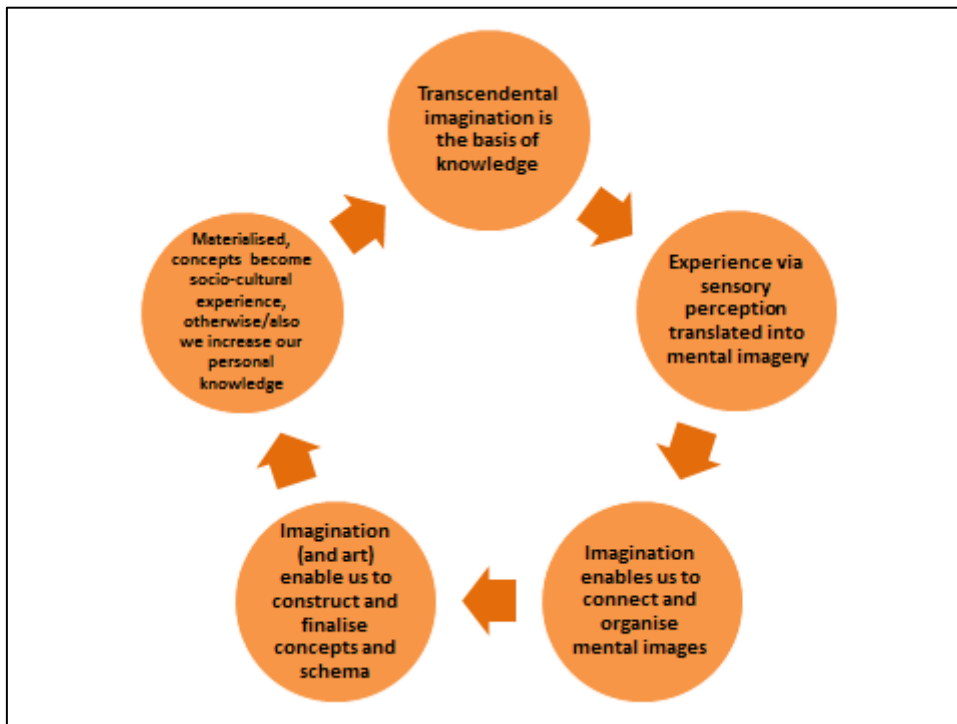 Transcendental
imagination is
the basis of
knowledge
Experience via
sensory
perception
translated into
mental imagery
Imagination
enables us to
connect and
organise
mental images
Imagination
(and art)
enable us to
construct and
finalise
concepts and
schema
Materialised,
concepts become
socio-cultural
experience,
otherwise/also
we increase our
personal
knowledge